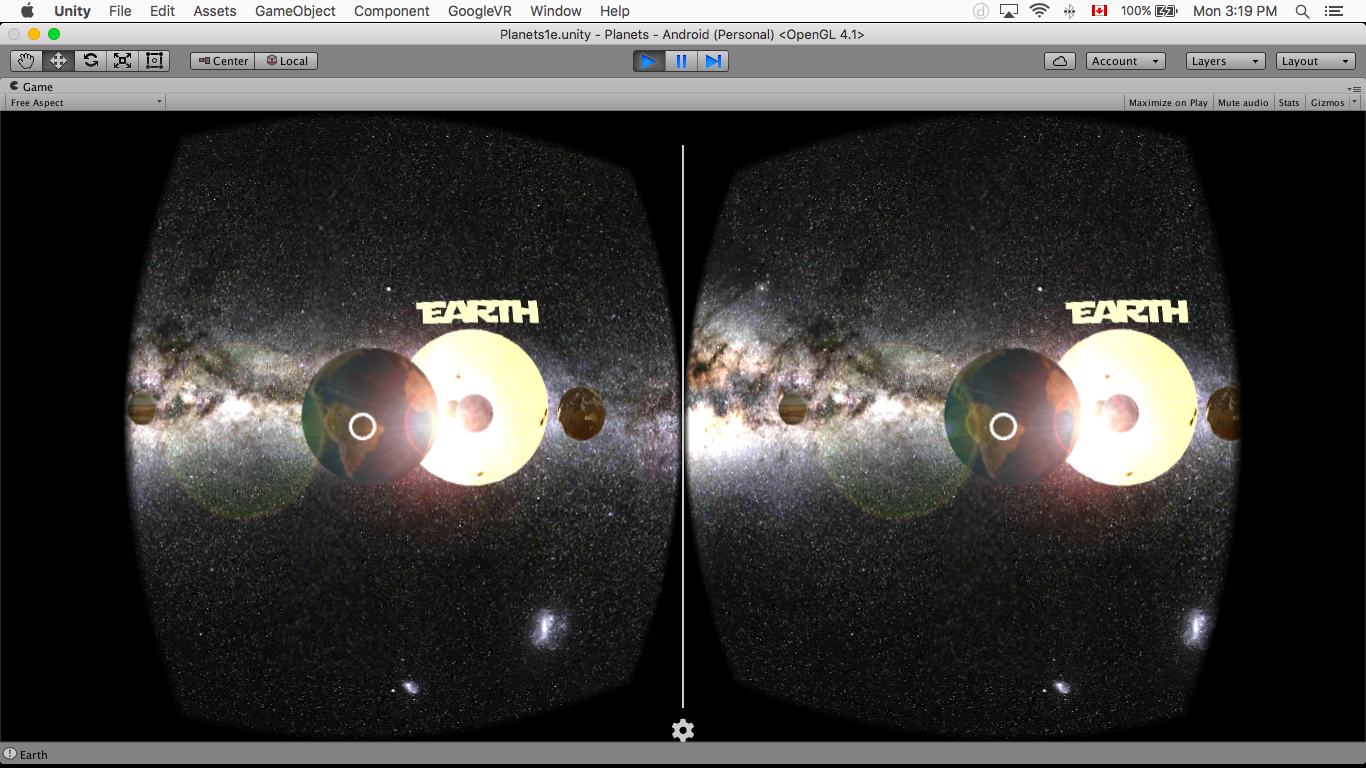 Unity File Edit Assets GameObject Component GoogleVR Window Help 100% Mon 3:19 PM
Planets1e.unity - Planets - Android (Personal) <OpenGL 4.1>
Center Local Account Layers Layout
Game
Free Aspect Maximize on Play Mute audio Stats Gizmos
EARTH EARTH
Earth